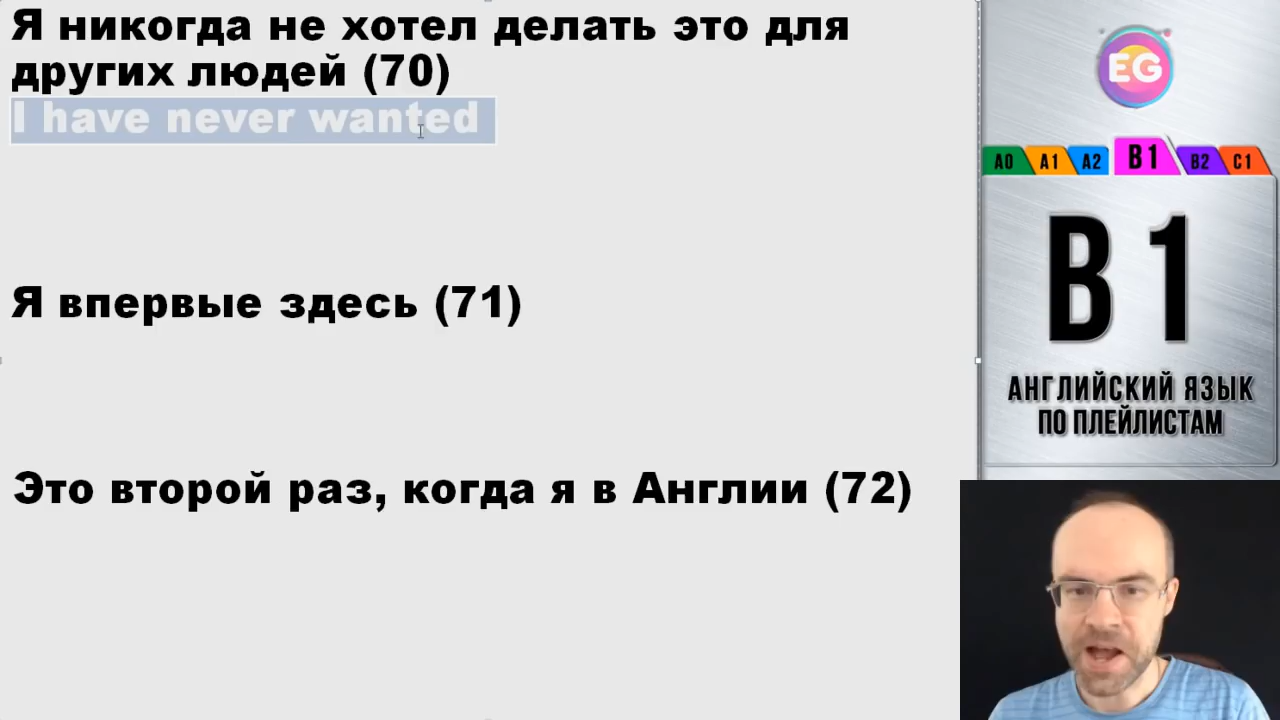 Я никогда не хотел делать это для
других людей (70)
I have never wanted
Я впервые здесь (71)
Это второй раз, когда я в Англии (72)
EG
A0 A1 A2 B1 B2 C1
B1
АНГЛИЙСКИЙ ЯЗЫК
ПО ПЛЕЙЛИСТАМ